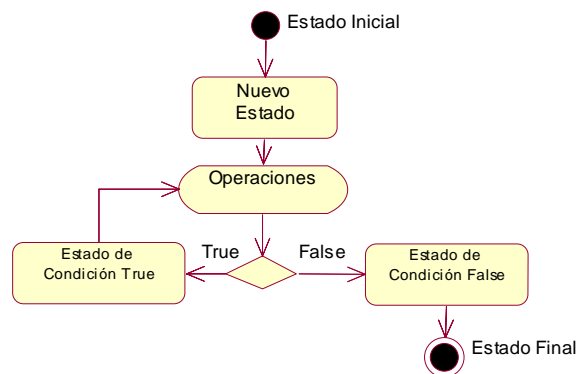 Estado Inicial
Nuevo
Estado
Operaciones
True
False
Estado de
Condición True
Estado de
Condición False
Estado Final